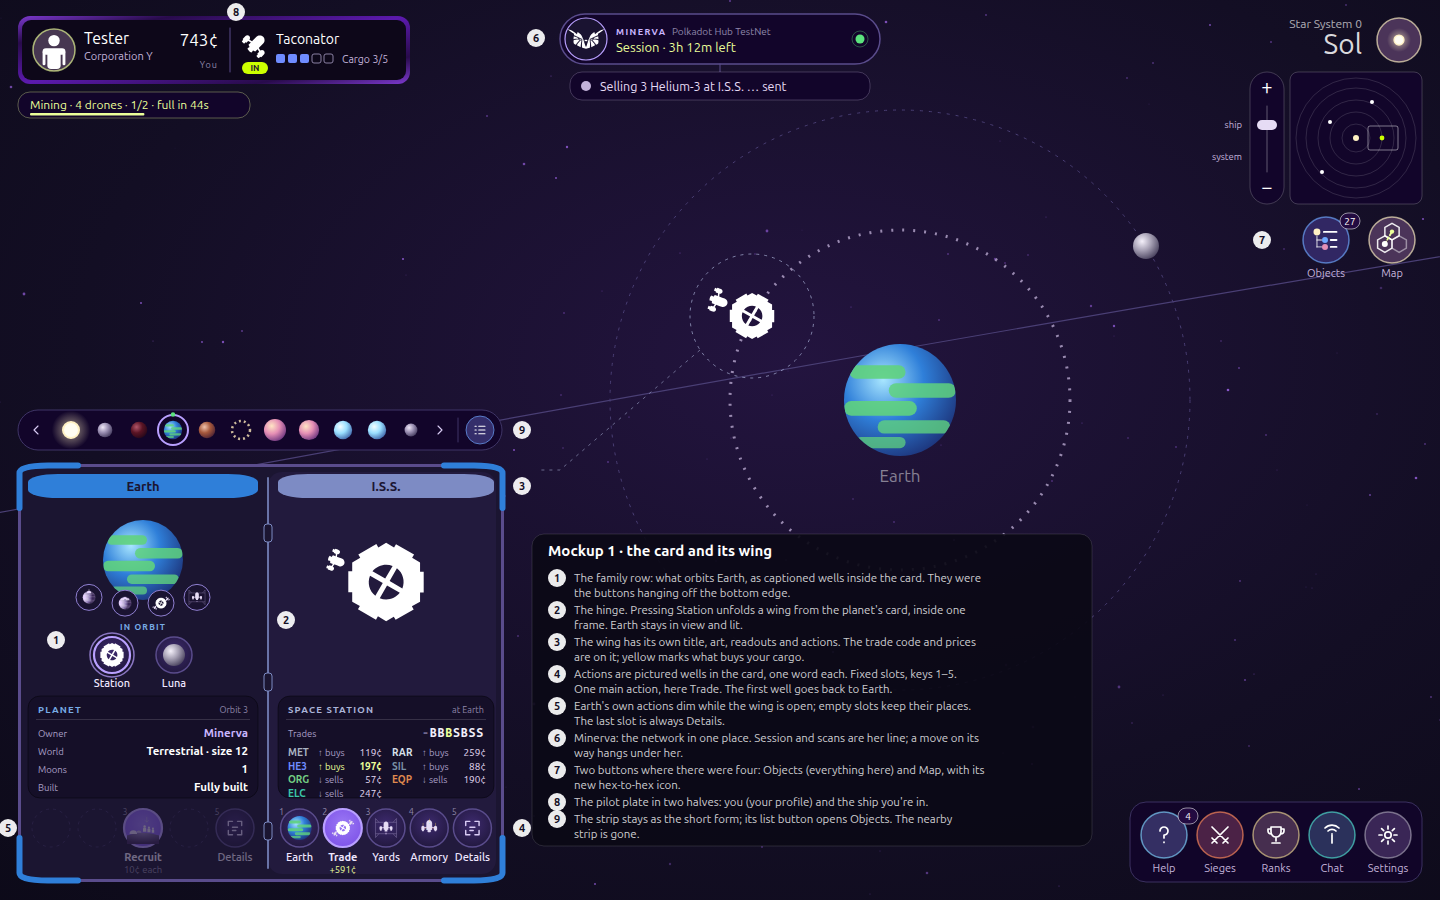 8
Tester
743¢
Corporation Y
You
Taconator
IN
Cargo 3/5
Mining · 4 drones · 1/2 · full in 44s
6
MINERVA Polkadot Hub TestNet
Session · 3h 12m left
Selling 3 Helium-3 at I.S.S. … sent
Star System 0
Sol
+
ship
system
−
7
27
Objects
Map
Earth
9
3
Earth
I.S.S.
1
2
IN ORBIT
Station
Luna
PLANET
Orbit 3
Owner
Minerva
World
Terrestrial · size 12
Moons
1
Built
Fully built
SPACE STATION
at Earth
Trades
-BBBSBSS
MET ↑ buys 119¢ RAR ↑ buys 259¢
HE3 ↑ buys 197¢ SIL ↑ buys 88¢
ORG ↓ sells 57¢ EQP ↓ sells 190¢
ELC ↓ sells 247¢
5
3
5
Recruit
10¢ each
Details
1
2
3
4
5
4
Earth
Trade
+591¢
Yards
Armory
Details
Mockup 1 · the card and its wing
1 The family row: what orbits Earth, as captioned wells inside the card. They were
the buttons hanging off the bottom edge.
2 The hinge. Pressing Station unfolds a wing from the planet's card, inside one
frame. Earth stays in view and lit.
3 The wing has its own title, art, readouts and actions. The trade code and prices
are on it; yellow marks what buys your cargo.
4 Actions are pictured wells in the card, one word each. Fixed slots, keys 1–5.
One main action, here Trade. The first well goes back to Earth.
5 Earth's own actions dim while the wing is open; empty slots keep their places.
The last slot is always Details.
6 Minerva: the network in one place. Session and scans are her line; a move on its
way hangs under her.
7 Two buttons where there were four: Objects (everything here) and Map, with its
new hex-to-hex icon.
8 The pilot plate in two halves: you (your profile) and the ship you're in.
9 The strip stays as the short form; its list button opens Objects. The nearby
strip is gone.
?
4
Help
Sieges
Ranks
Chat
Settings